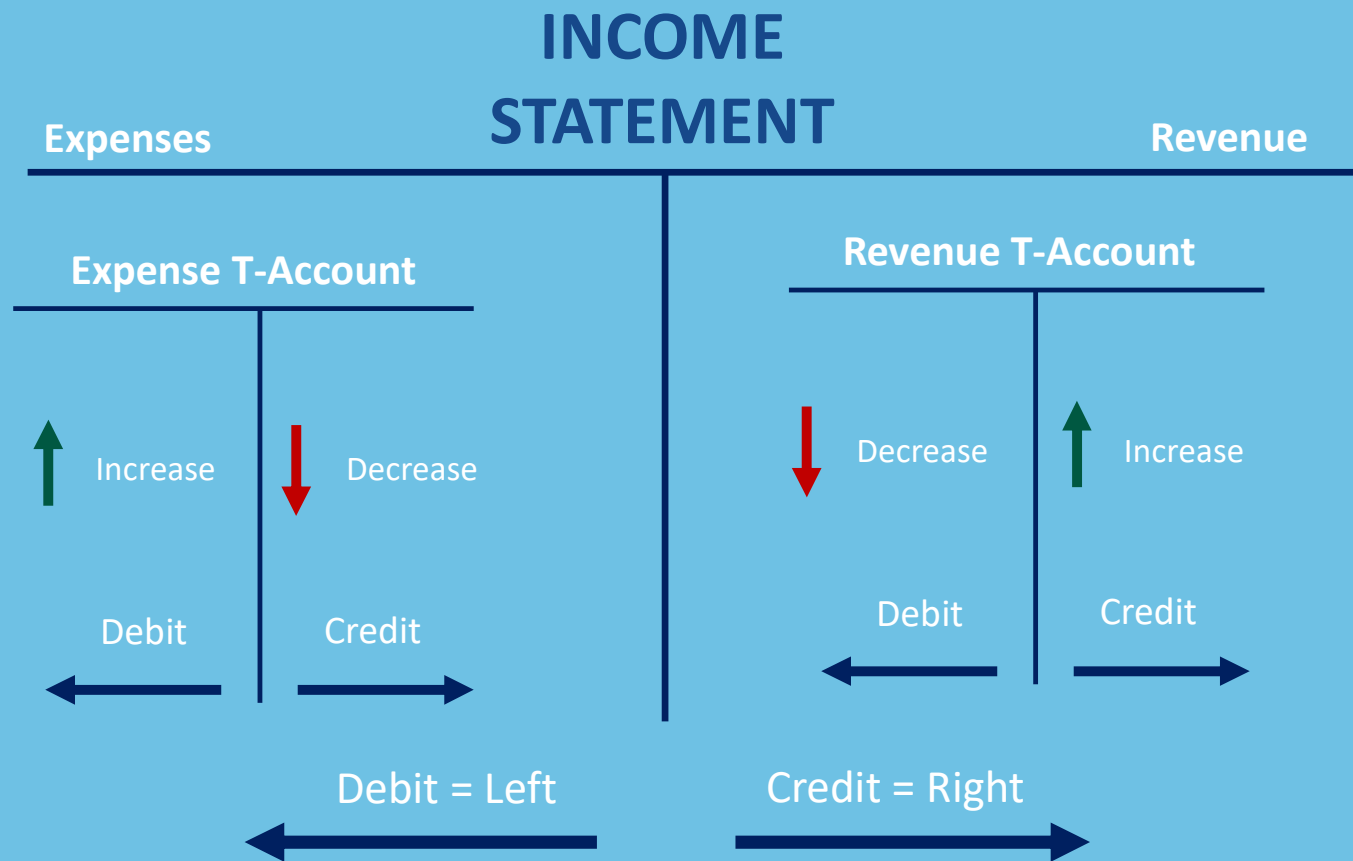 INCOME
STATEMENT
Expenses
Revenue
Expense T-Account
Increase
Decrease
Debit
Credit
Revenue T-Account
Decrease
Increase
Debit
Credit
Debit = Left
Credit = Right